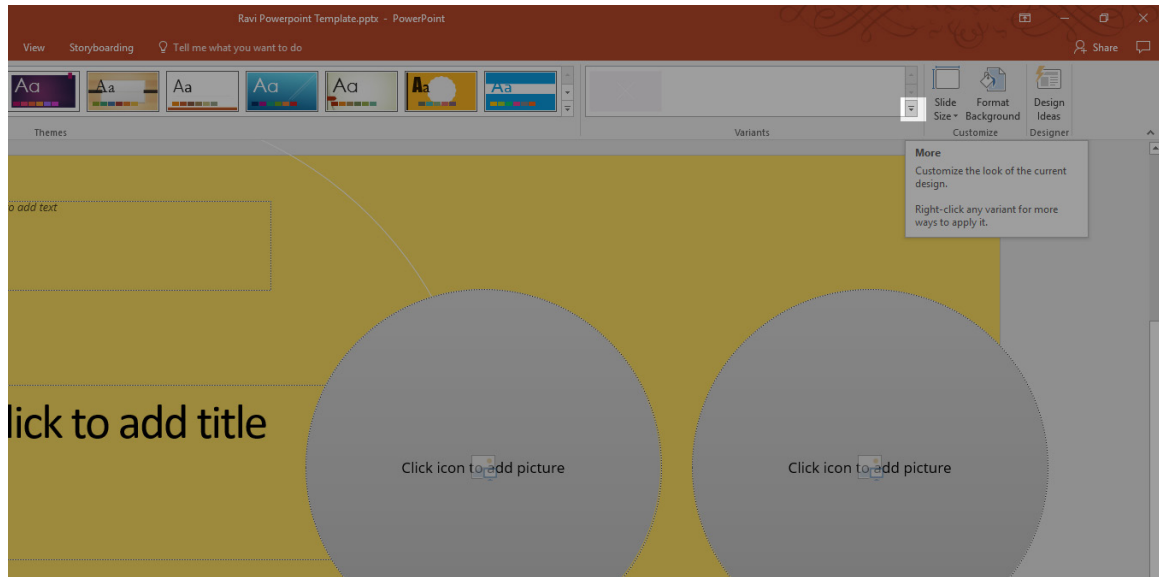 Ravi Powerpoint Template.pptx - PowerPoint
View Storyboarding Tell me what you want to do Share
Aa Aa Aa Aa Aa Aa Aa
Slide Size Format Background Design Ideas
Themes Variants Customize Designer
More
Customize the look of the current
design.
Right-click any variant for more
ways to apply it.
to add text
lick to add title
Click icon to add picture Click icon to add picture